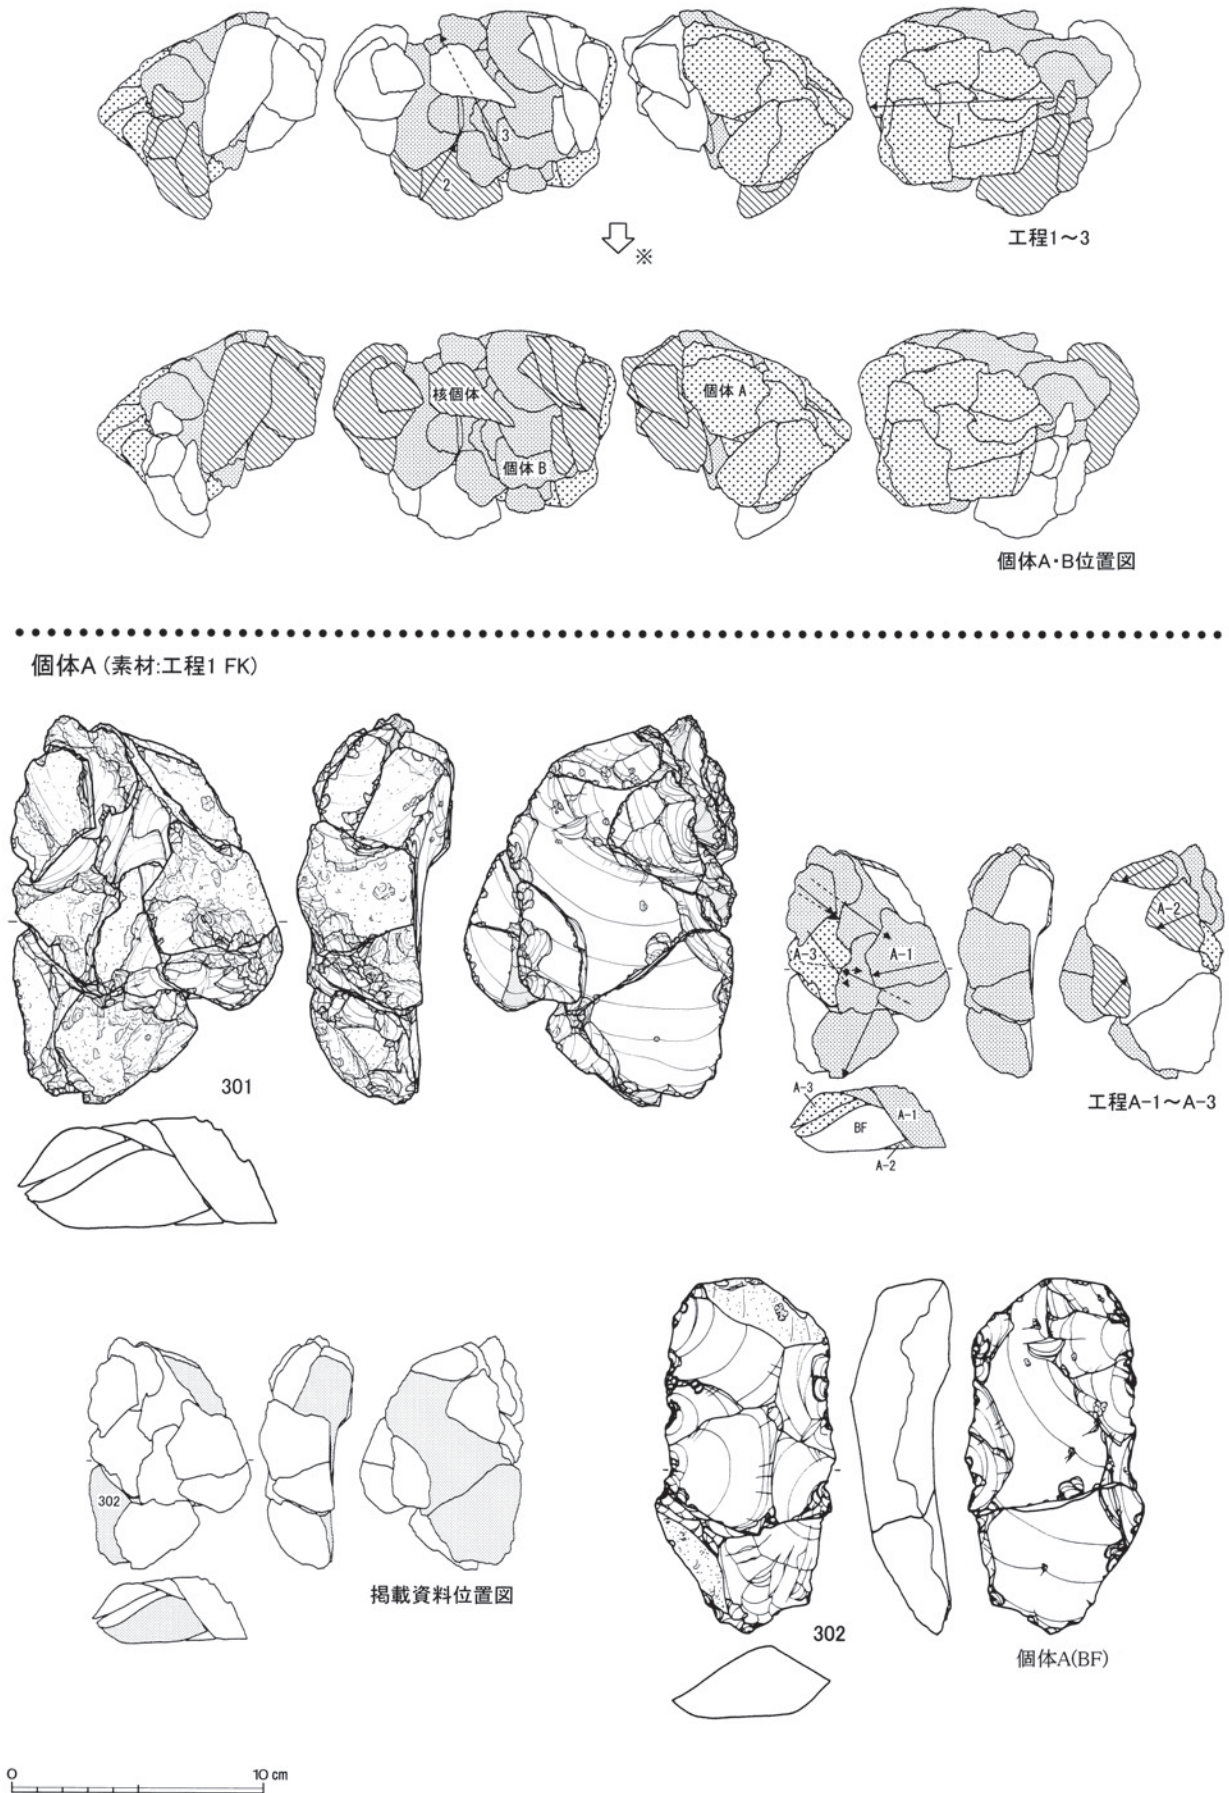 3
2
1
工程1～3
※
核個体
個体 A
個体 B
個体A・B位置図
個体A (素材:工程1 FK)
301
A-3
A-1
A-2
A-3
A-1
BF
A-2
工程A-1～A-3
302
掲載資料位置図
302
個体A(BF)
0 10 cm